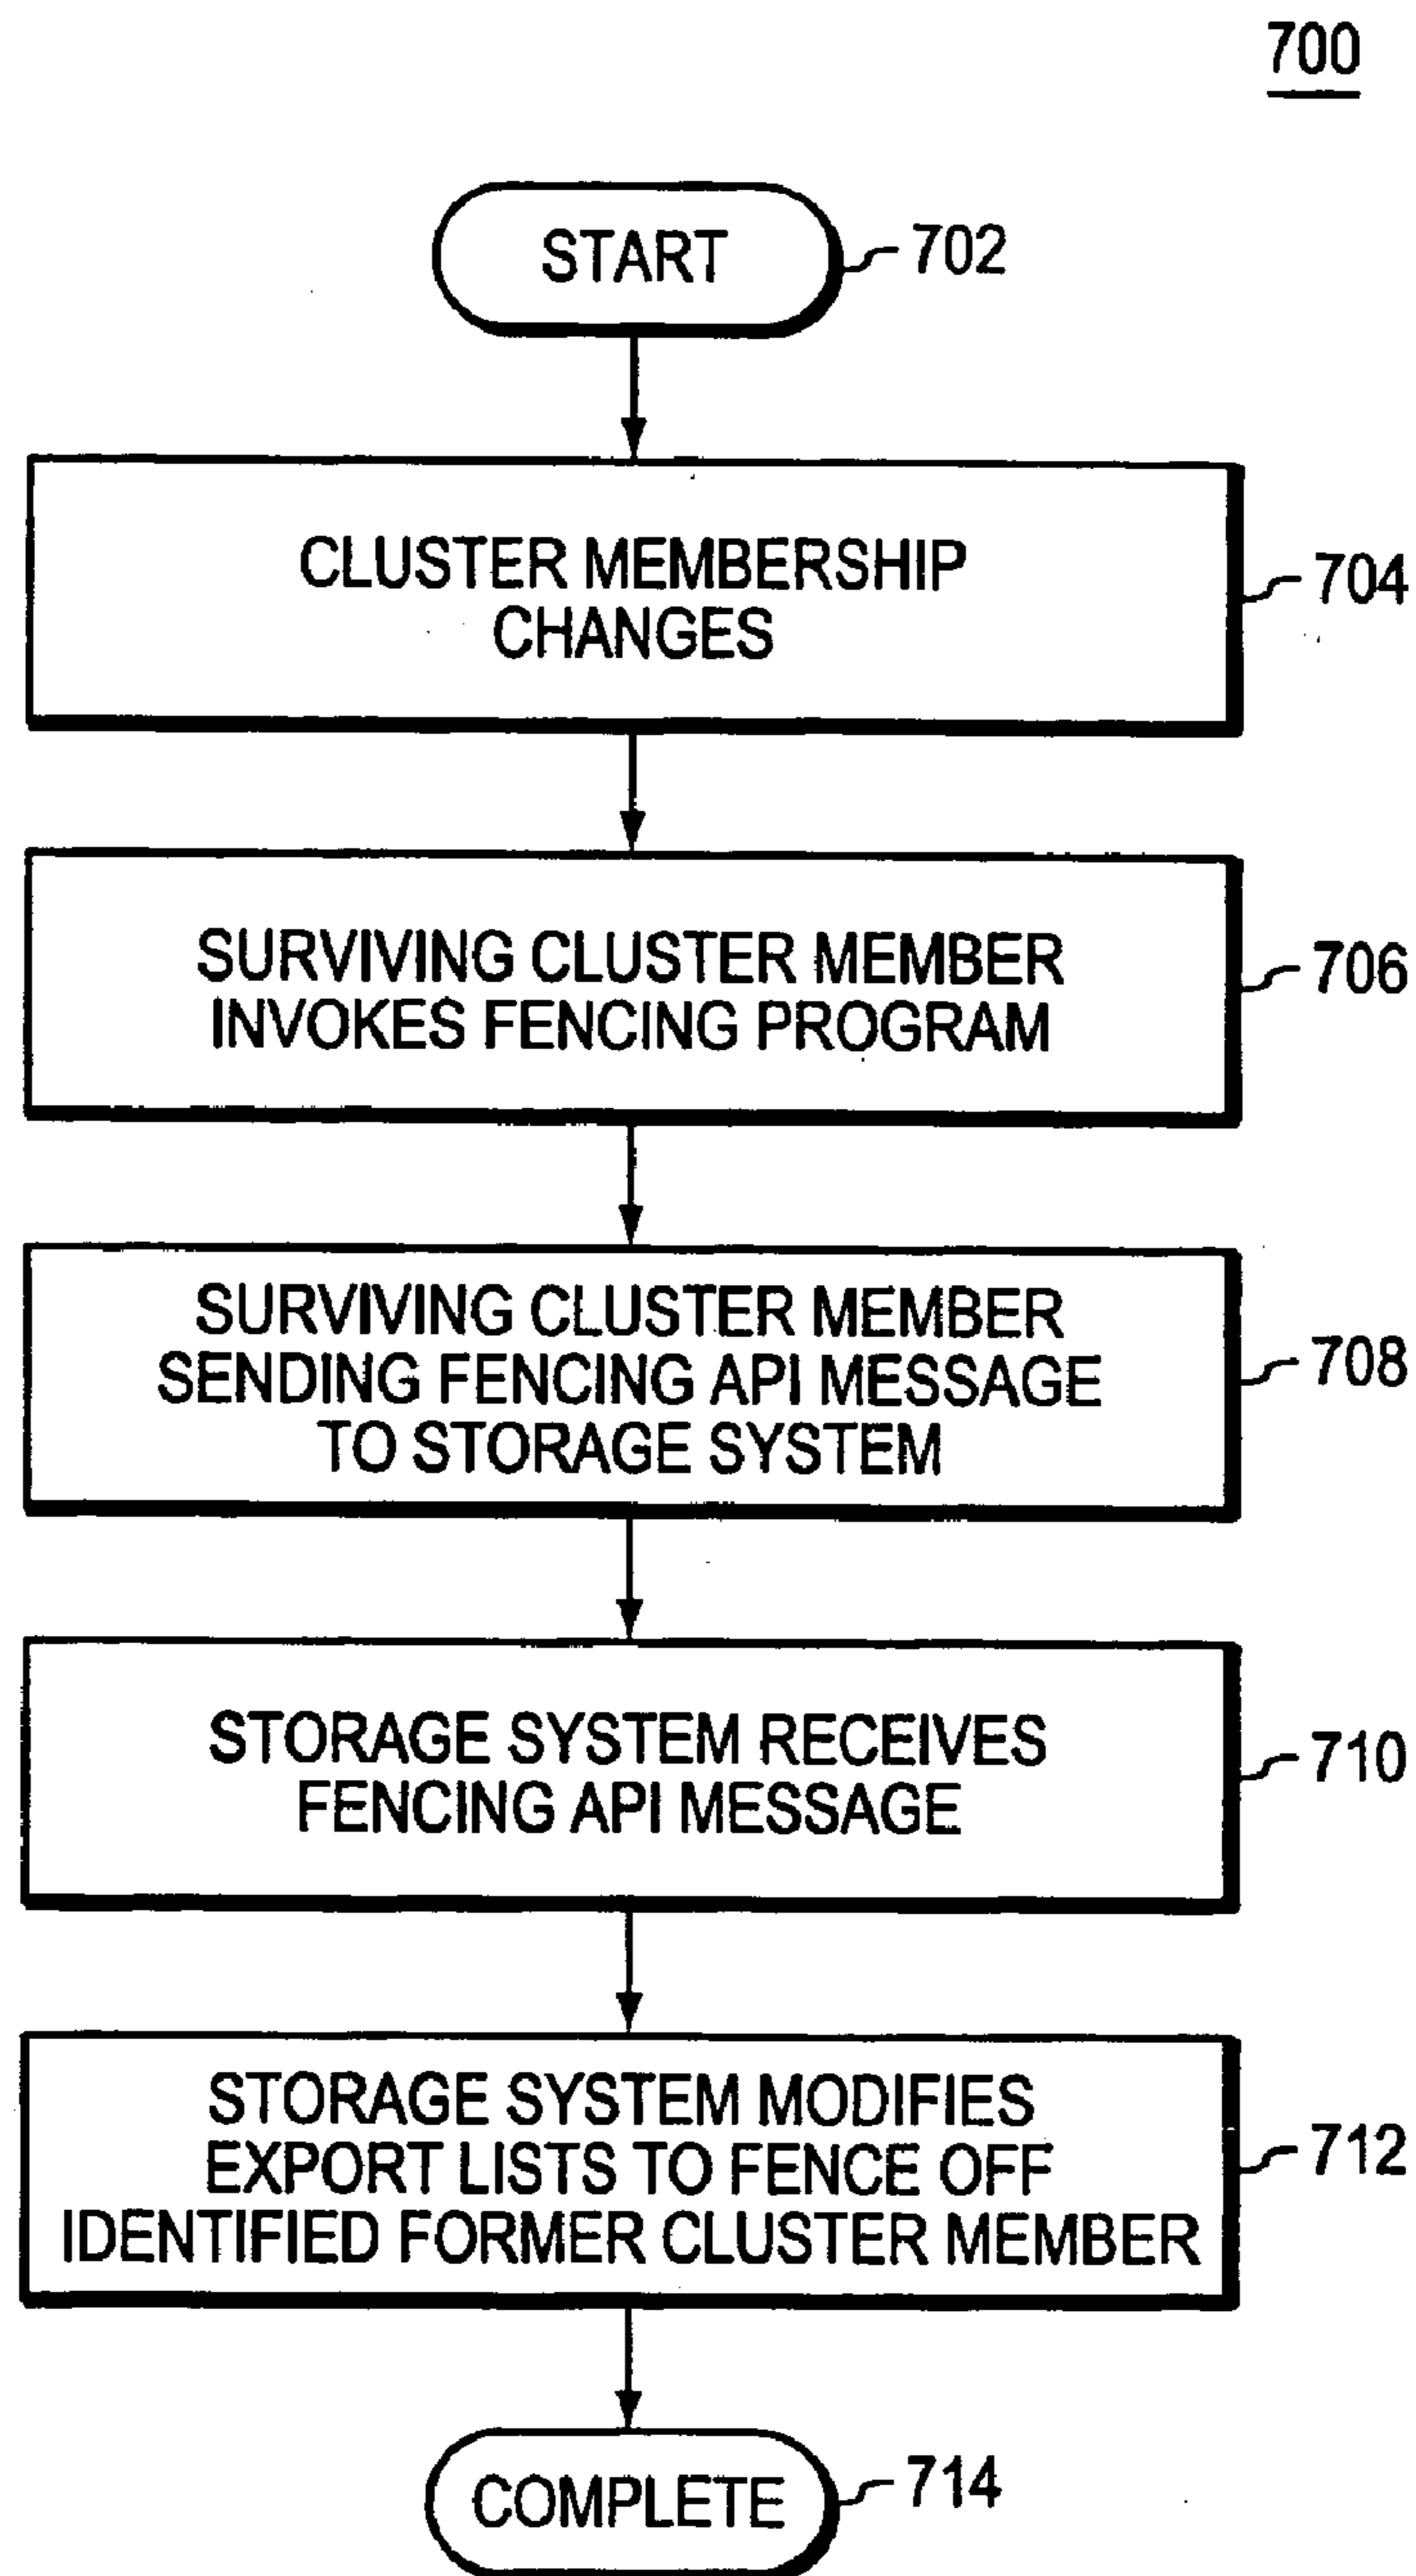 700
START
702
CLUSTER MEMBERSHIP
CHANGES
704
SURVIVING CLUSTER MEMBER
INVOKES FENCING PROGRAM
706
SURVIVING CLUSTER MEMBER
SENDING FENCING API MESSAGE
TO STORAGE SYSTEM
708
STORAGE SYSTEM RECEIVES
FENCING API MESSAGE
710
STORAGE SYSTEM MODIFIES
EXPORT LISTS TO FENCE OFF
IDENTIFIED FORMER CLUSTER MEMBER
712
COMPLETE
714